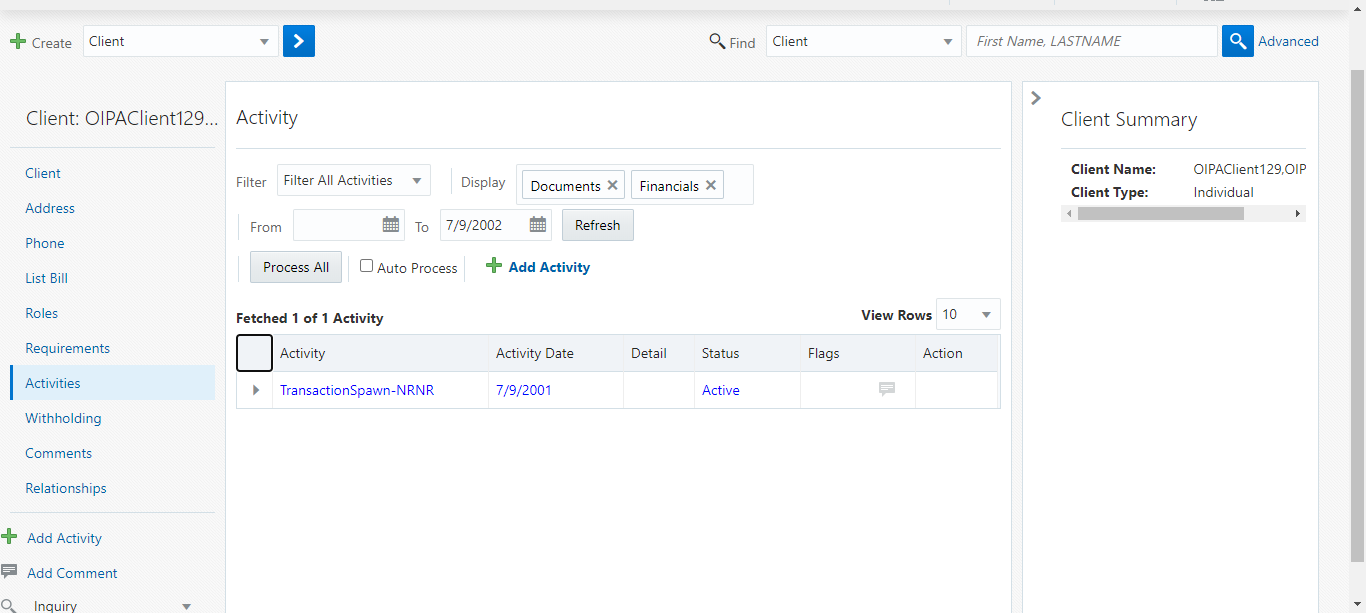 Create Client Find Client First Name, LASTNAME Advanced
Client: OIPAClient129...
Client
Address
Phone
List Bill
Roles
Requirements
Activities
Withholding
Comments
Relationships
Add Activity
Add Comment
Inquiry
Activity
Filter Filter All Activities Display Documents Financials
From To 7/9/2002 Refresh
Process All Auto Process Add Activity
Fetched 1 of 1 Activity View Rows 10
Activity Activity Date Detail Status Flags Action
TransactionSpawn-NRNR 7/9/2001 Active
Client Summary
Client Name: OIPAClient129,OIP
Client Type: Individual